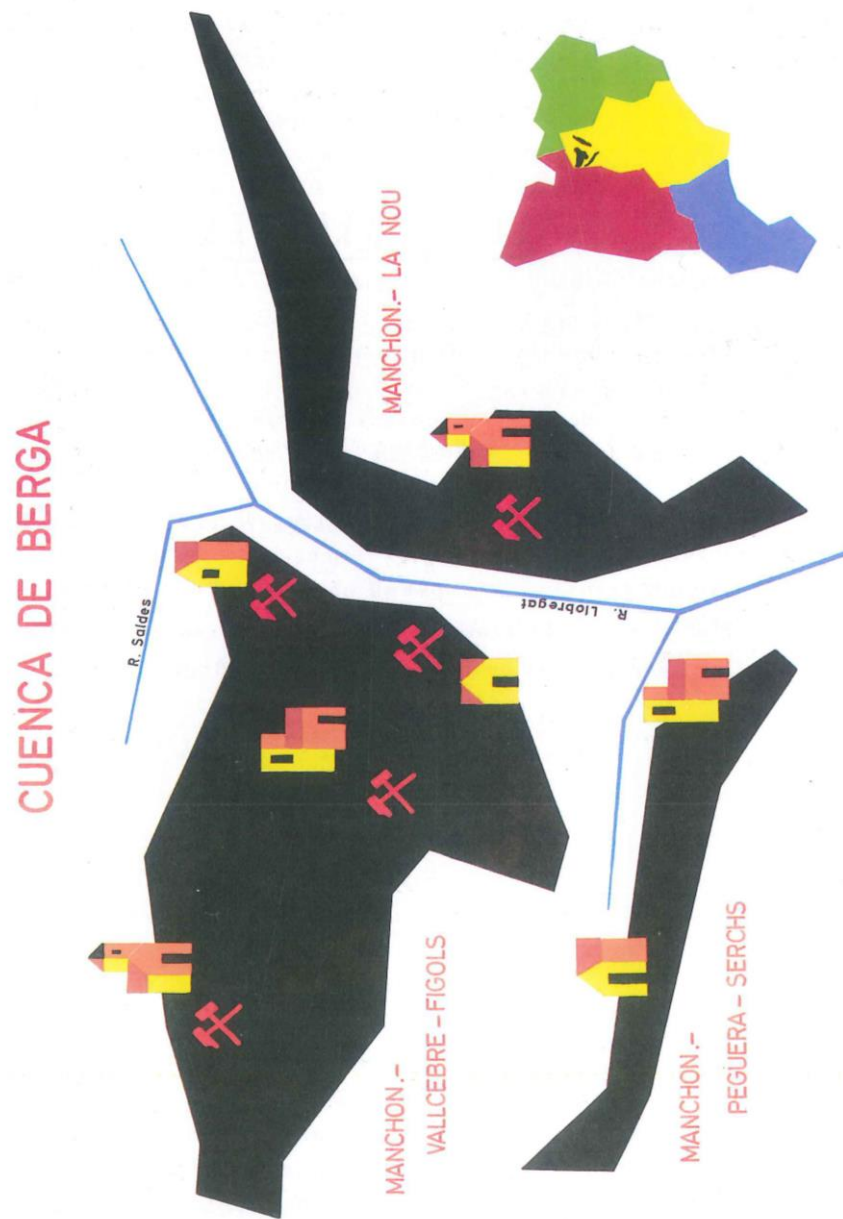 CUENCA DE BERGA
R. Saldes
R. Llobregat
MANCHON.- LA NOU
MANCHON.-
VALLCEBRE-FIGOLS
MANCHON.-
PEGUERA-SERCHS